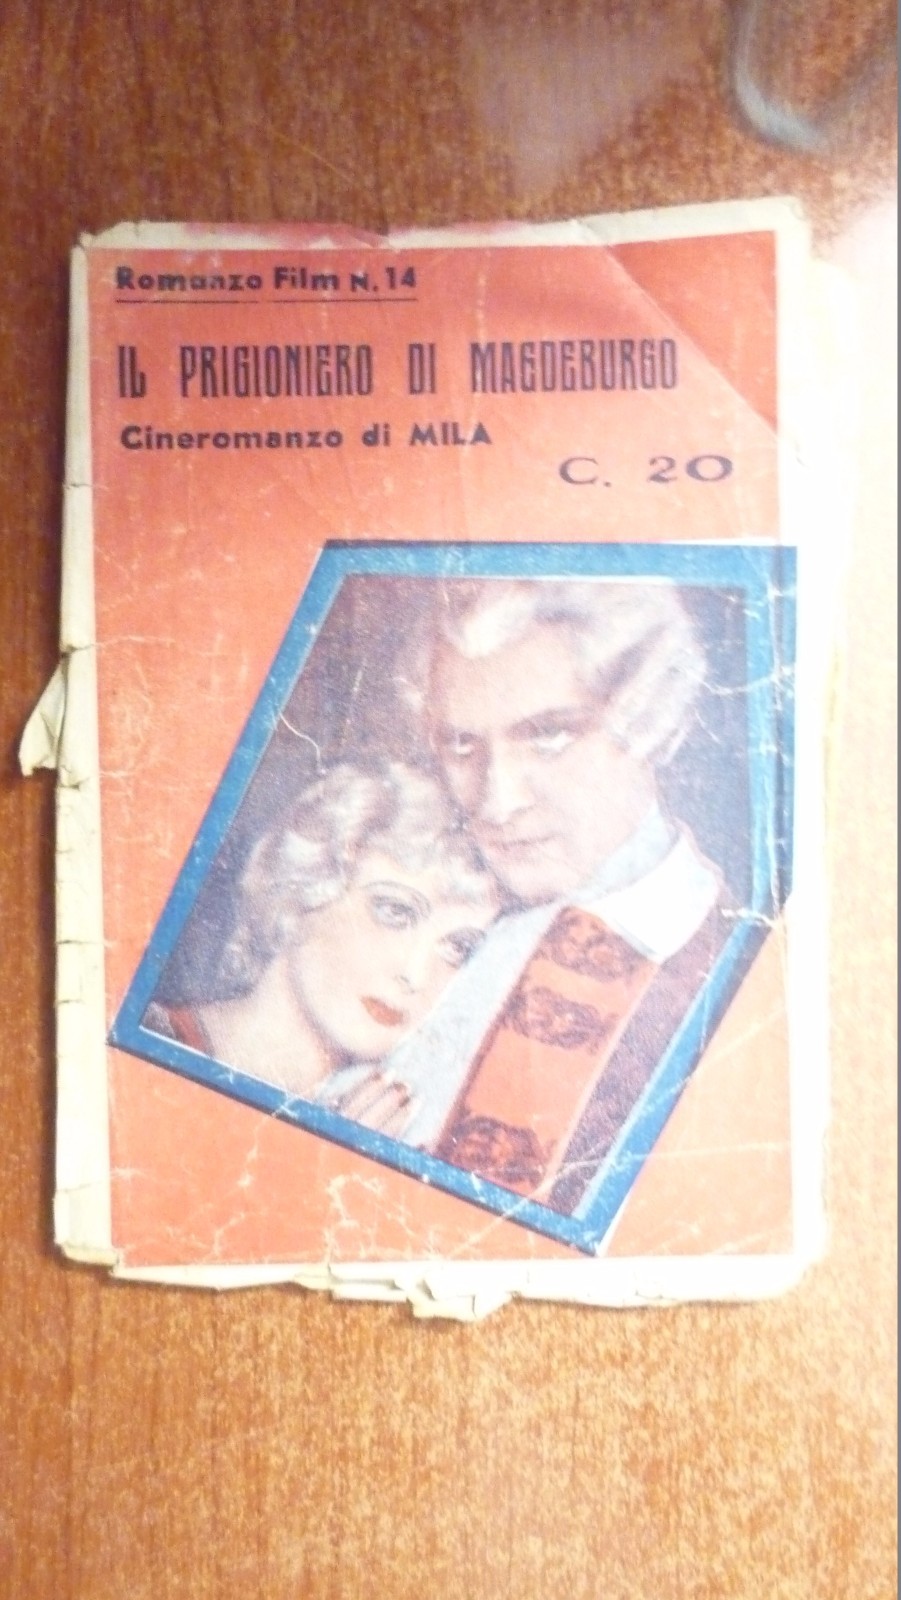 Romanzo Film N. 14
IL PRIGIONIERO DI MAGDEBURGO
Cineromanzo di MILA
C. 20